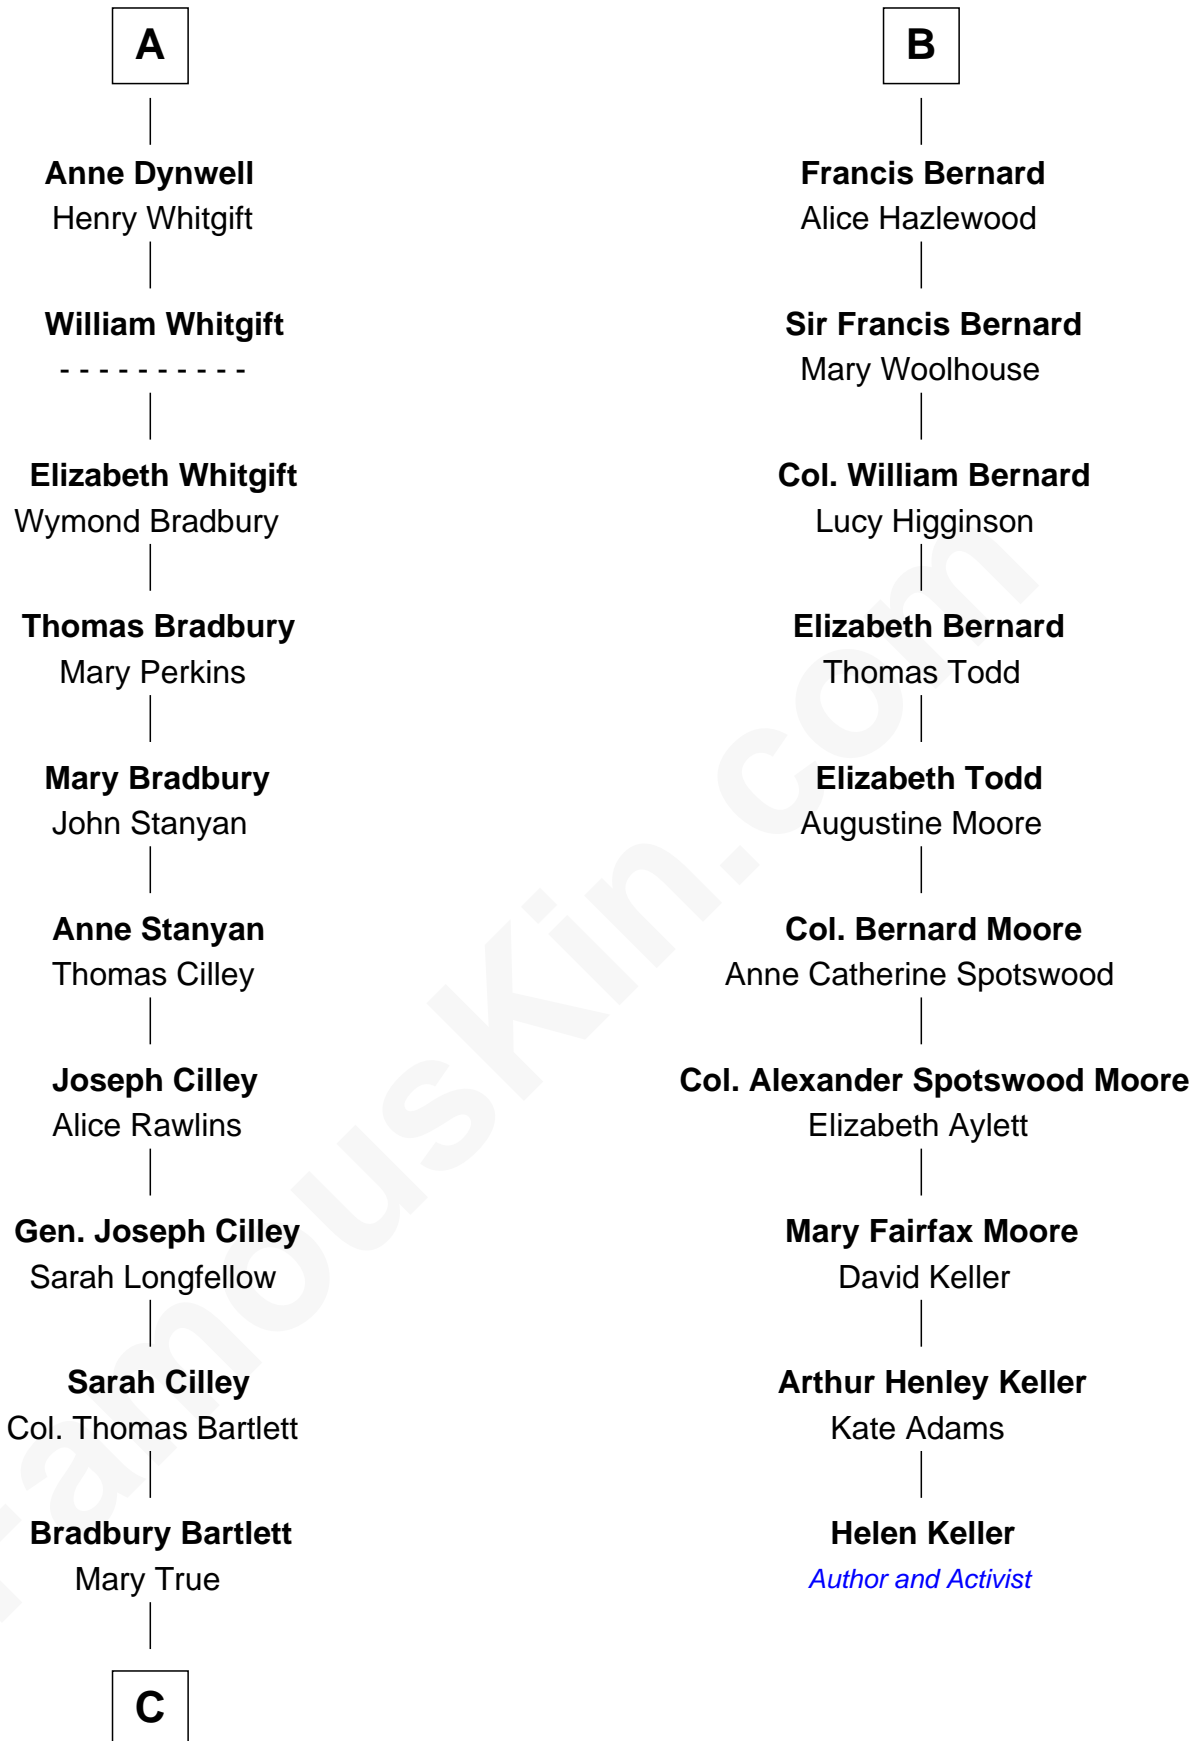 A
Anne Dynwell
Henry Whitgift
William Whitgift
- - - - - - - - - -
Elizabeth Whitgift
Wymond Bradbury
Thomas Bradbury
Mary Perkins
Mary Bradbury
John Stanyan
Anne Stanyan
Thomas Cilley
Joseph Cilley
Alice Rawlins
Gen. Joseph Cilley
Sarah Longfellow
Sarah Cilley
Col. Thomas Bartlett
Bradbury Bartlett
Mary True
C
B
Francis Bernard
Alice Hazlewood
Sir Francis Bernard
Mary Woolhouse
Col. William Bernard
Lucy Higginson
Elizabeth Bernard
Thomas Todd
Elizabeth Todd
Augustine Moore
Col. Bernard Moore
Anne Catherine Spotswood
Col. Alexander Spotswood Moore
Elizabeth Aylett
Mary Fairfax Moore
David Keller
Arthur Henley Keller
Kate Adams
Helen Keller
Author and Activist
FamousKin.com